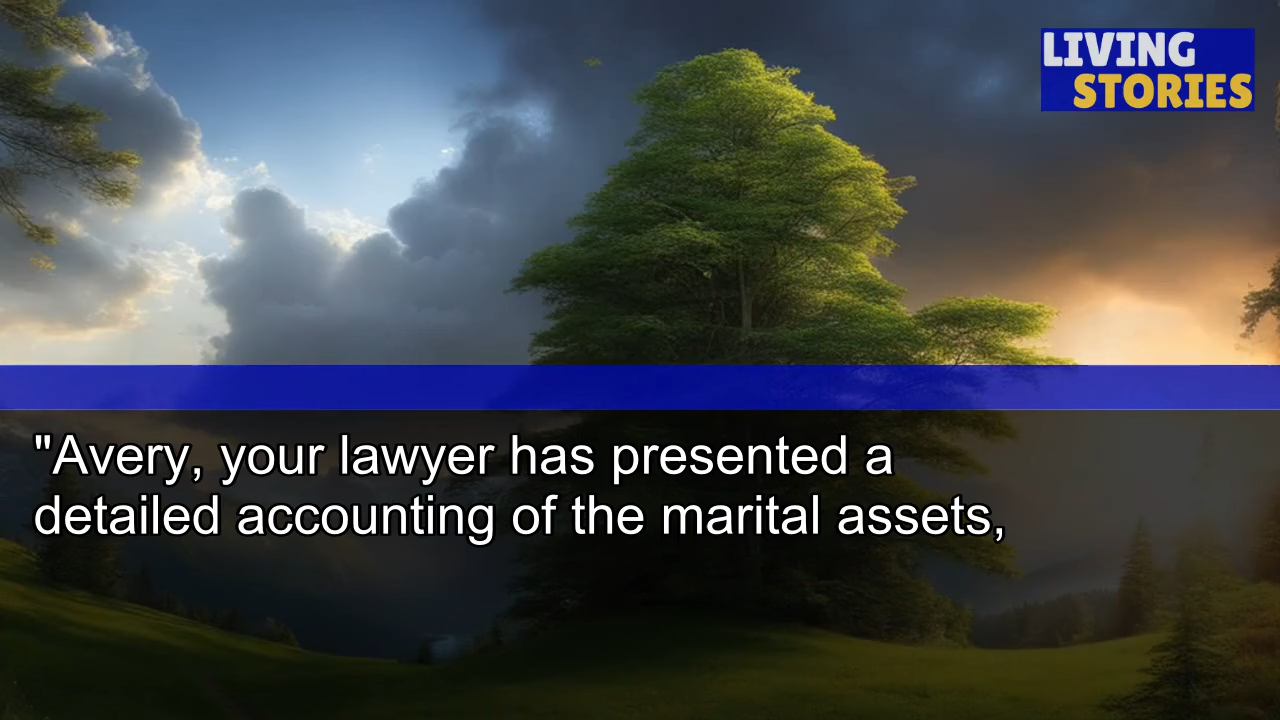 LIVING
STORIES
"Avery, your lawyer has presented a
detailed accounting of the marital assets,